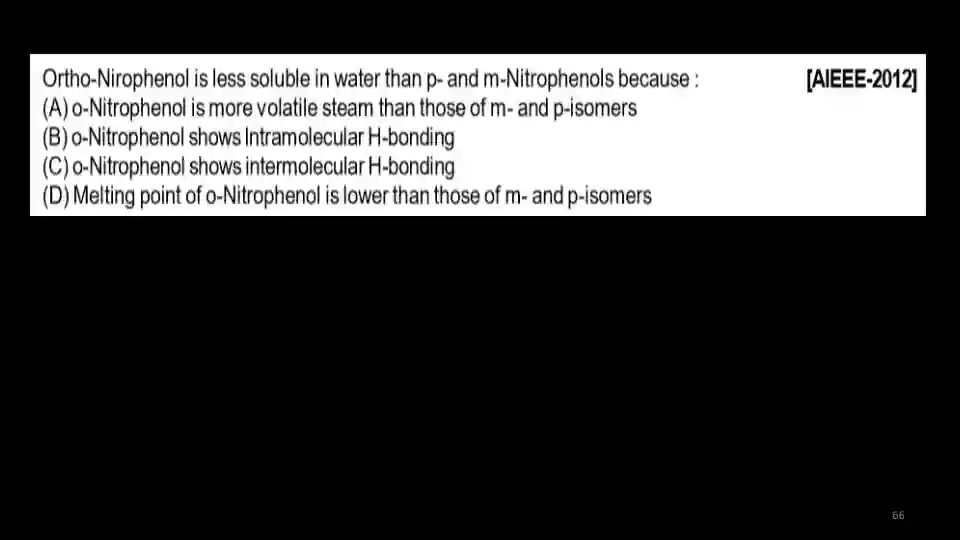 Ortho-Nirophenol is less soluble in water than p- and m-Nitrophenols because : [AIEEE-2012]
(A) o-Nitrophenol is more volatile steam than those of m- and p-isomers
(B) o-Nitrophenol shows Intramolecular H-bonding
(C) o-Nitrophenol shows intermolecular H-bonding
(D) Melting point of o-Nitrophenol is lower than those of m- and p-isomers
66